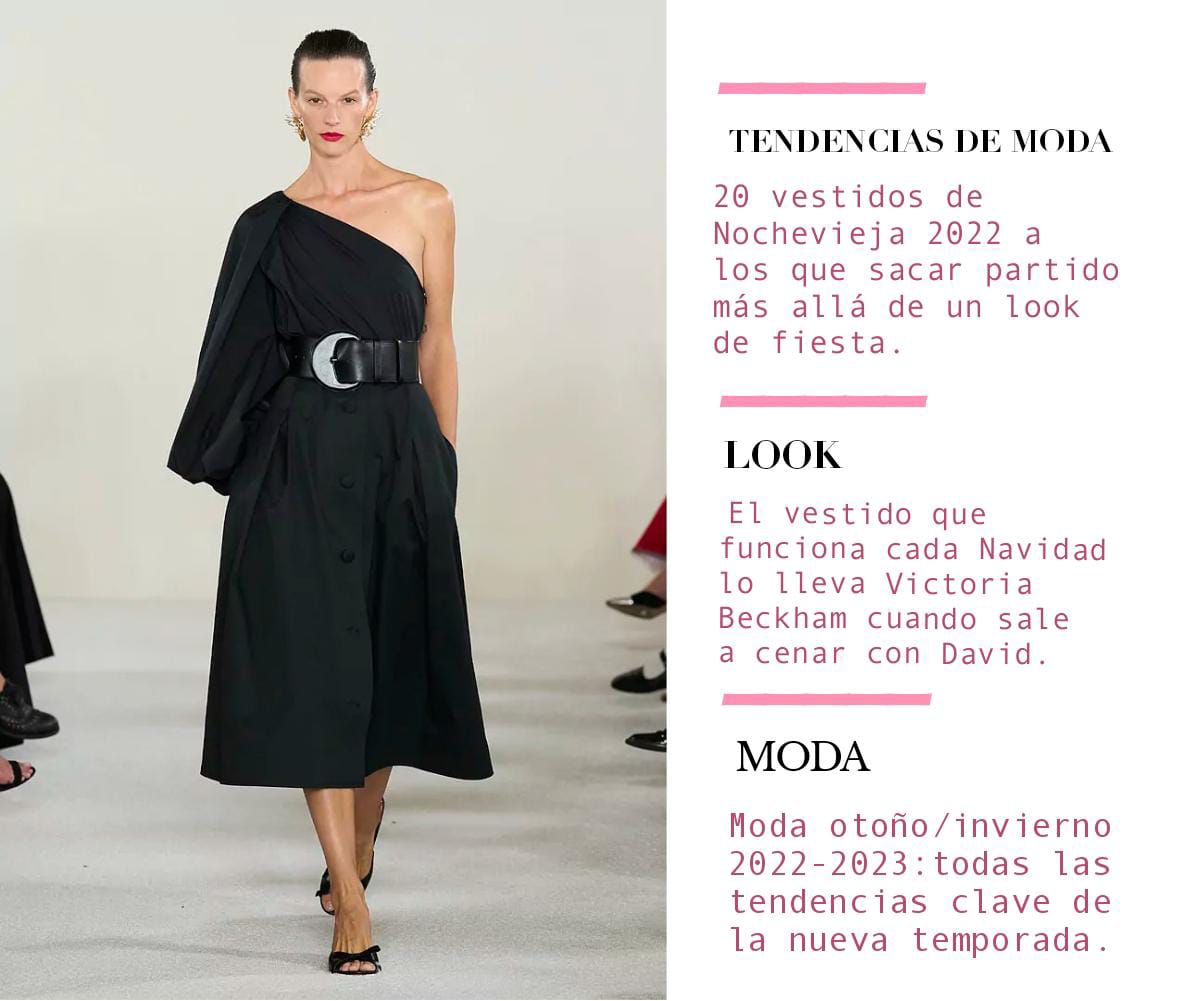 TENDENCIAS DE MODA
20 vestidos de
Nochevieja 2022 a
los que sacar partido
más allá de un look
de fiesta.
LOOK
El vestido que
funciona cada Navidad
lo lleva Victoria
Beckham cuando sale
a cenar con David.
MODA
Moda otoño/invierno
2022-2023:todas las
tendencias clave de
la nueva temporada.